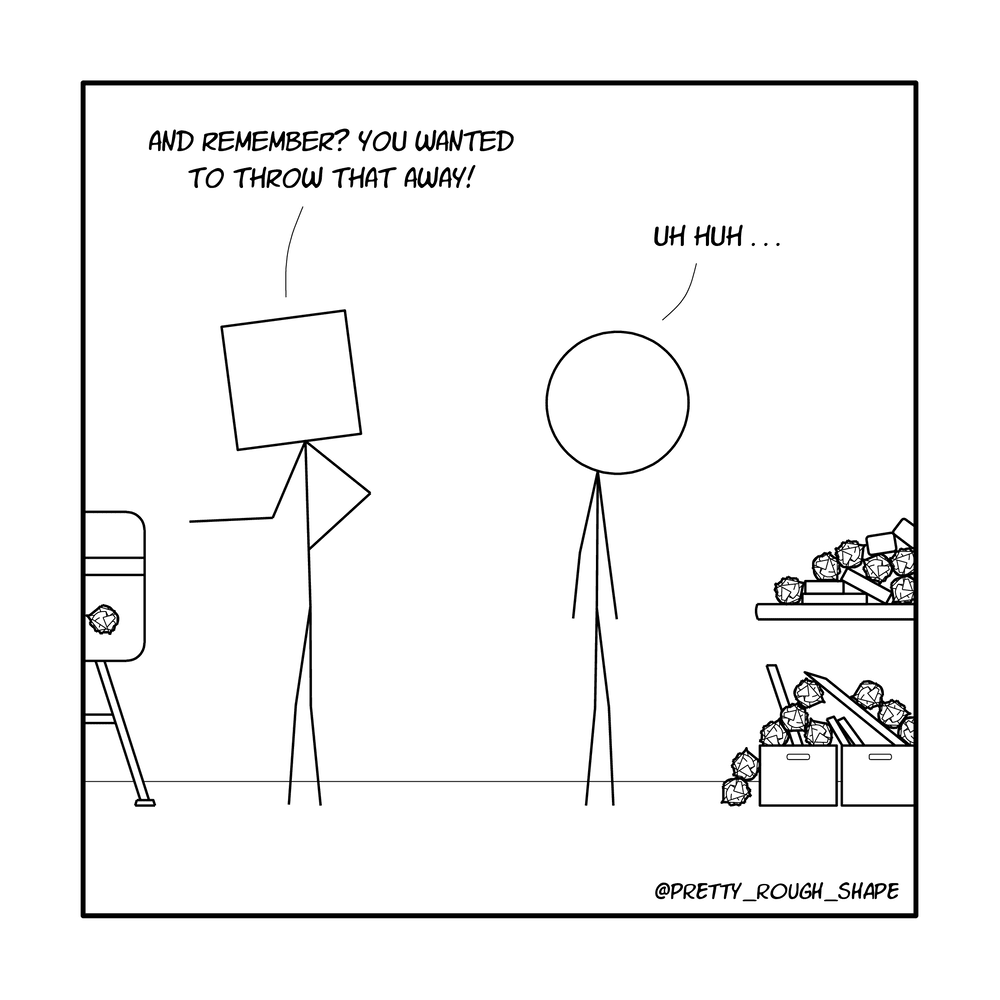 AND REMEMBER? YOU WANTED
TO THROW THAT AWAY!
UH HUH . . .
@PRETTY_ROUGH_SHAPE